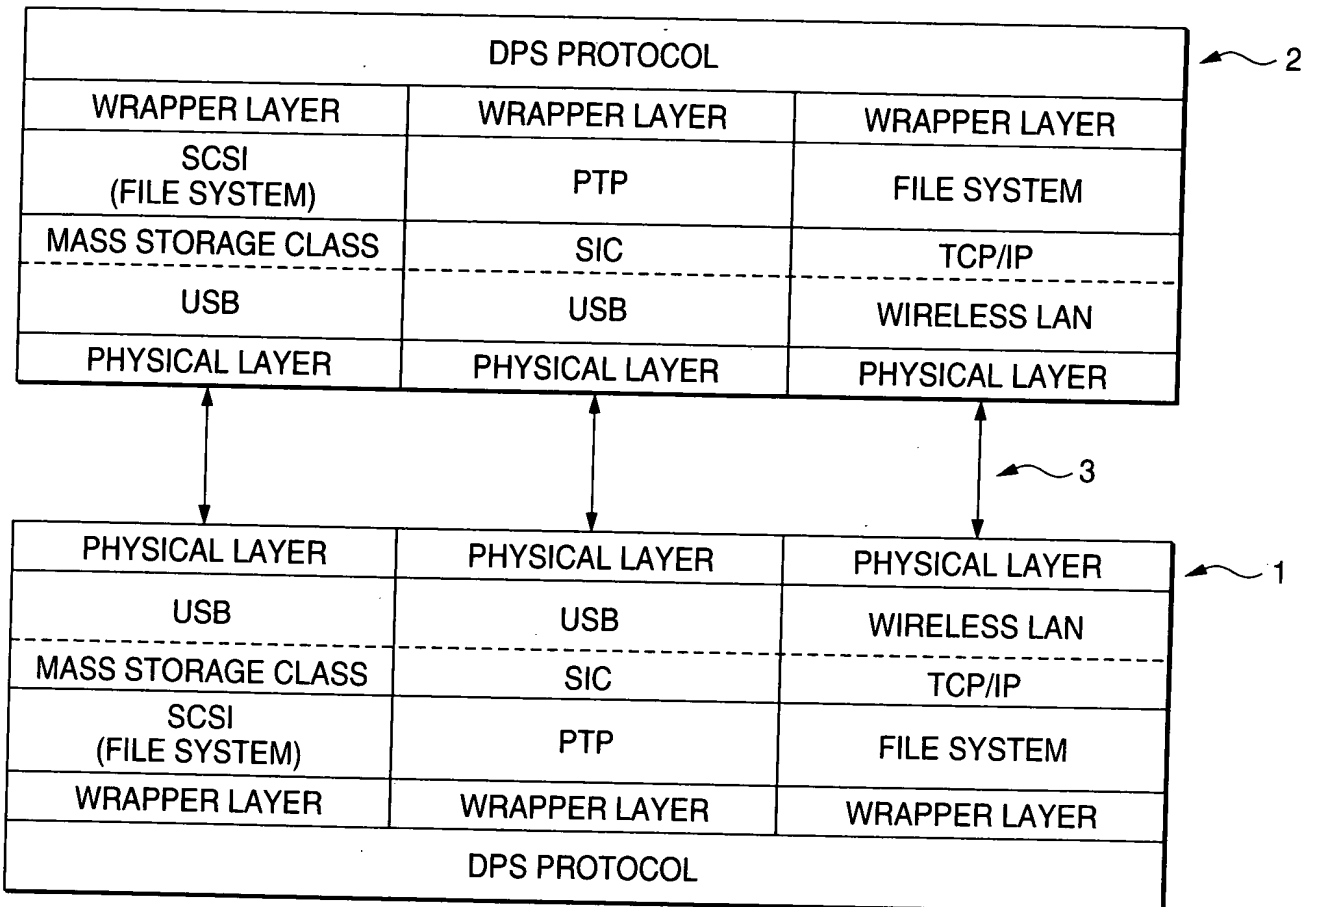 DPS PROTOCOL
2
WRAPPER LAYER WRAPPER LAYER WRAPPER LAYER
SCSI
(FILE SYSTEM) PTP FILE SYSTEM
MASS STORAGE CLASS SIC TCP/IP
USB USB WIRELESS LAN
PHYSICAL LAYER PHYSICAL LAYER PHYSICAL LAYER
3
PHYSICAL LAYER PHYSICAL LAYER PHYSICAL LAYER
1
USB USB WIRELESS LAN
MASS STORAGE CLASS SIC TCP/IP
SCSI
(FILE SYSTEM) PTP FILE SYSTEM
WRAPPER LAYER WRAPPER LAYER WRAPPER LAYER
DPS PROTOCOL